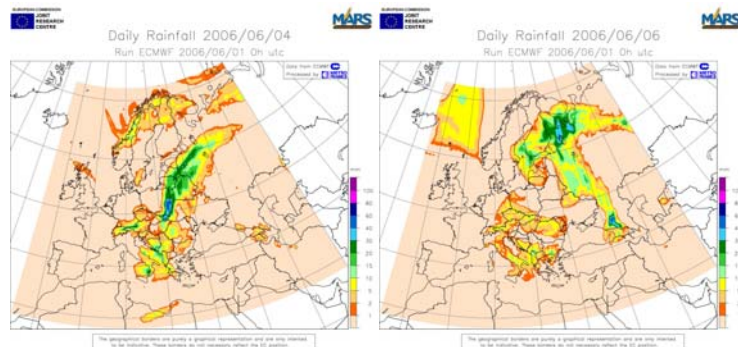 EUROPEAN COMMISSION
JOINT
RESEARCH
CENTRE
MARS
Daily Rainfall 2006/06/04
Run ECMWF 2006/06/01 0h utc
Data from ECMWF
Processed by
100
80
60
40
30
20
15
10
5
2
1
The geographical borders are purely a graphical representation and are only intended
to be indicative. These borders do not necessarily reflect the EC position.
EUROPEAN COMMISSION
JOINT
RESEARCH
CENTRE
MARS
Daily Rainfall 2006/06/06
Run ECMWF 2006/06/01 0h utc
Data from ECMWF
Processed by
100
80
60
40
30
20
15
10
5
2
1
The geographical borders are purely a graphical representation and are only intended
to be indicative. These borders do not necessarily reflect the EC position.